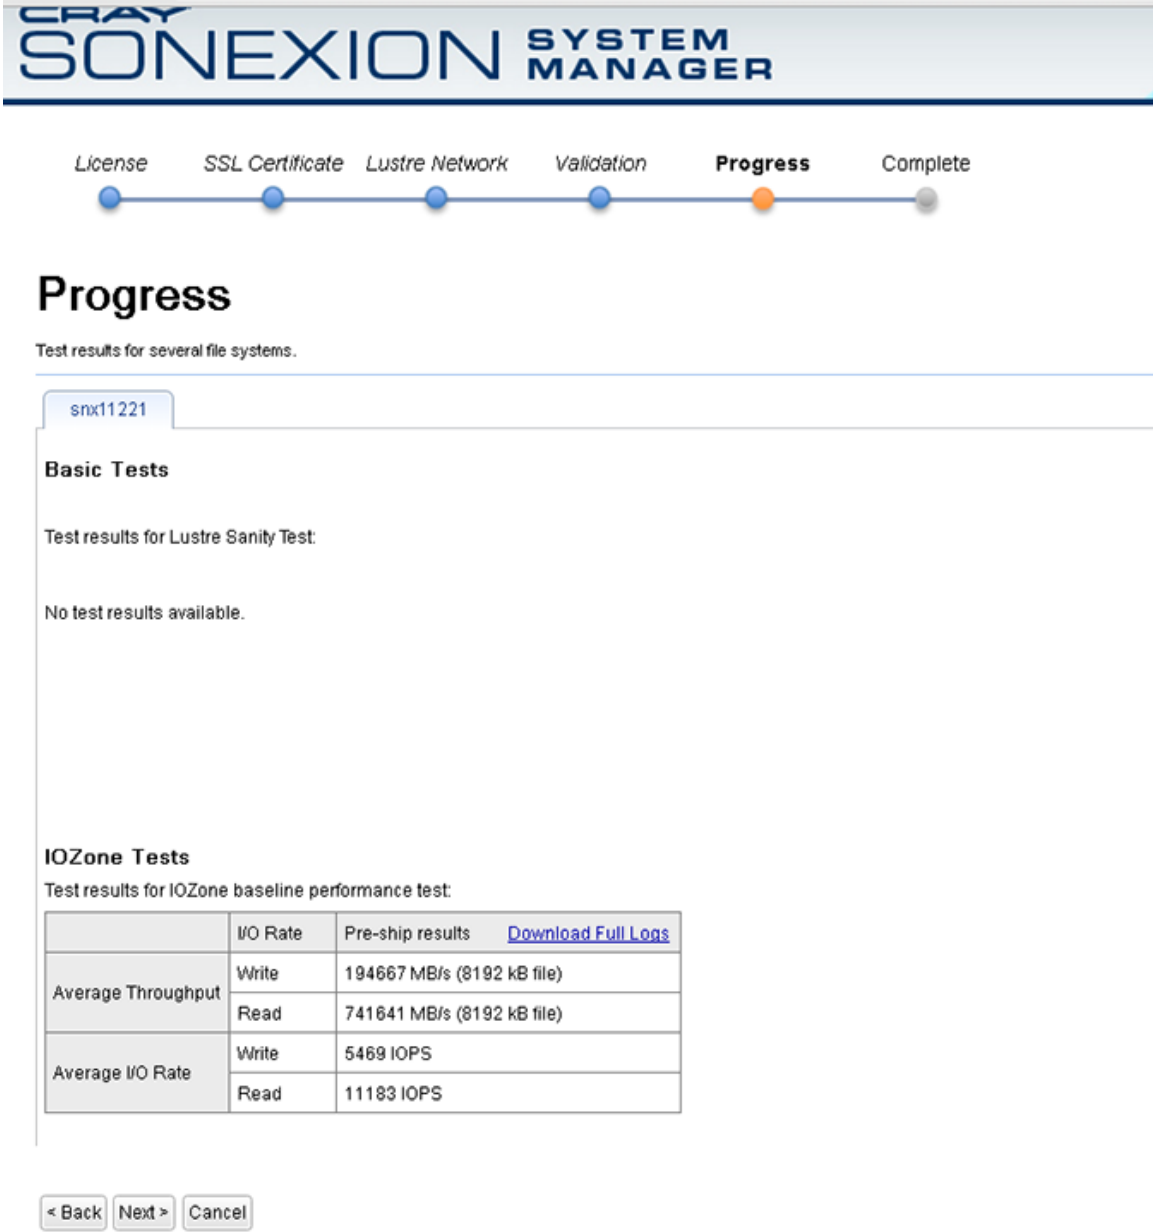 CRAY
SONEXION SYSTEM MANAGER
License SSL Certificate Lustre Network Validation Progress Complete
Progress
Test results for several file systems.
snx11221
Basic Tests
Test results for Lustre Sanity Test:
No test results available.
IOZone Tests
Test results for IOZone baseline performance test:
I/O Rate Pre-ship results Download Full Logs
Average Throughput Write 194667 MB/s (8192 kB file)
Read 741641 MB/s (8192 kB file)
Average I/O Rate Write 5469 IOPS
Read 11183 IOPS
< Back Next > Cancel